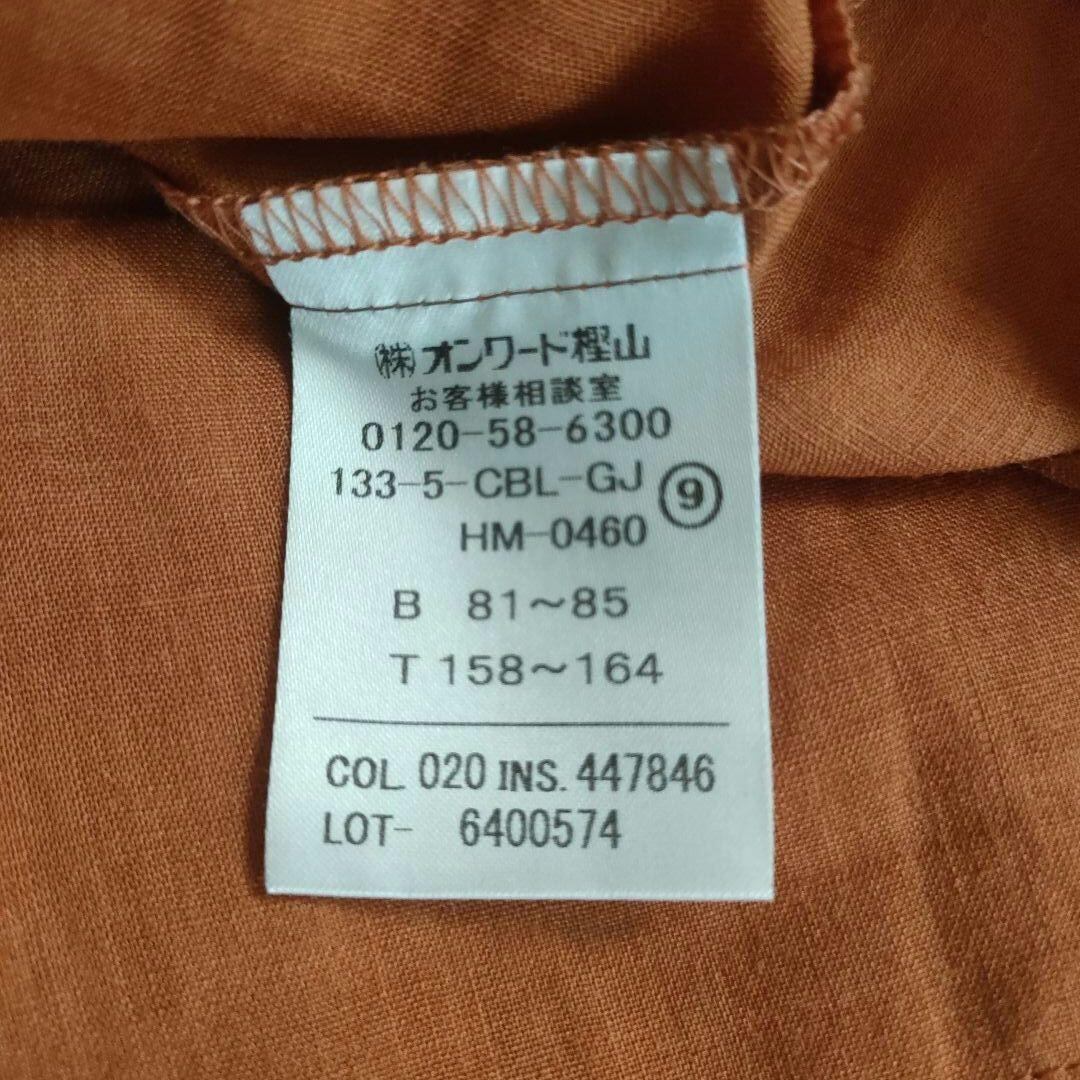 ㈱オンワード樫山
お客様相談室
0120-58-6300
133-5-CBL-GJ ⑨
HM-0460
B 81～85
T 158～164
COL 020 INS. 447846
LOT- 6400574